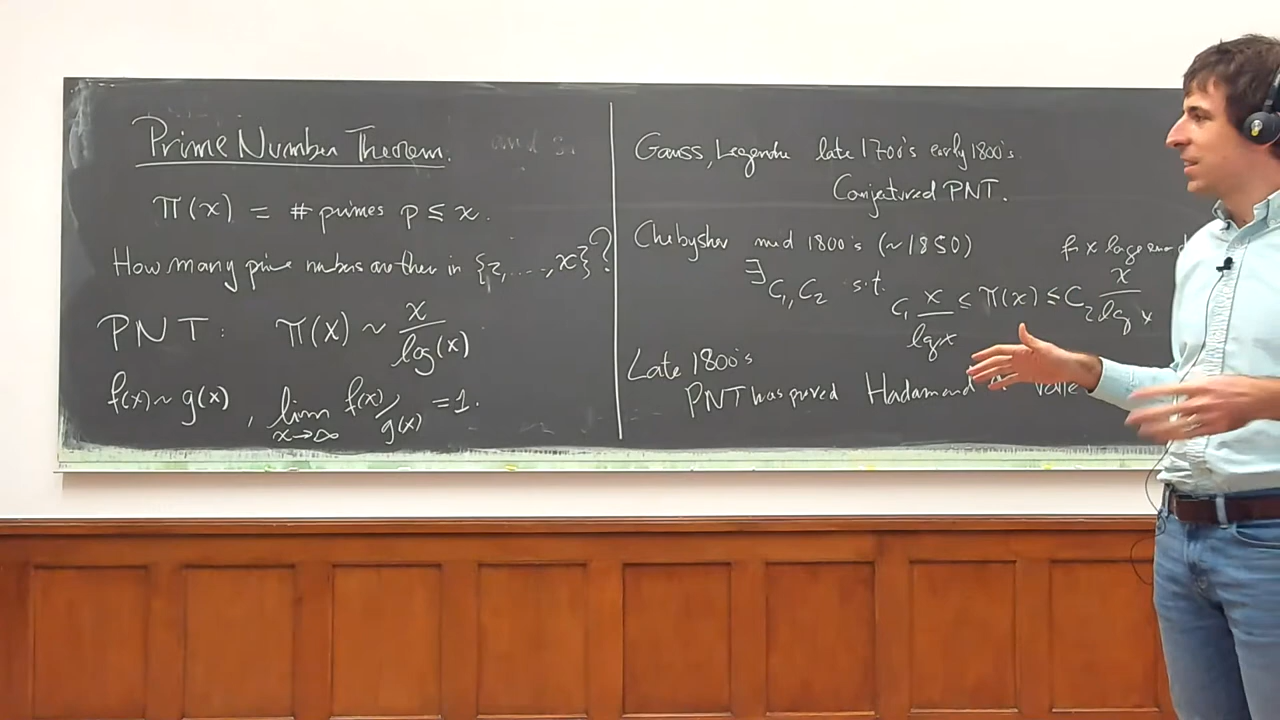 Prime Number Theorem.
π(x) = # primes p ≤ x.
How many prime numbers are there in {2,....,x}?
PNT: π(x) ~ x/log(x)
f(x) ~ g(x), lim x→∞ f(x)/g(x) = 1.
Gauss, Legendre late 1700's early 1800's.
Conjectured PNT.
Chebyshev mid 1800's (~1850)
for x large
∃ C₁, C₂ s.t. C₁ x/log x ≤ π(x) ≤ C₂ x/log x
Late 1800's
PNT was proved Hadamard